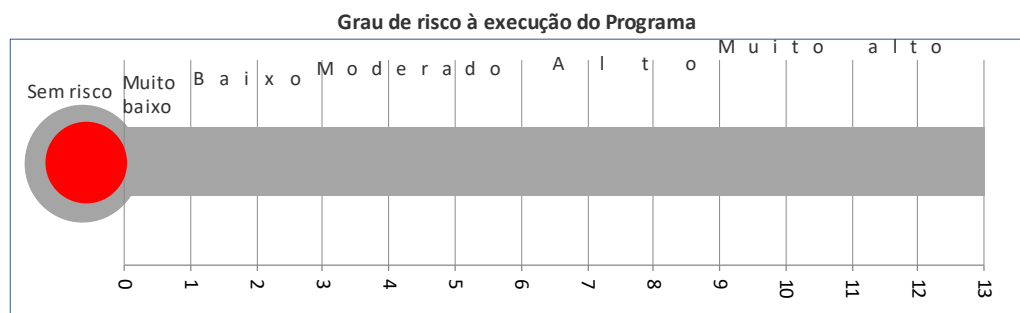 Grau de risco à execução do Programa
Sem risco
Muito
baixo
Baixo
Moderado
Alto
Muito alto
0 1 2 3 4 5 6 7 8 9 10 11 12 13